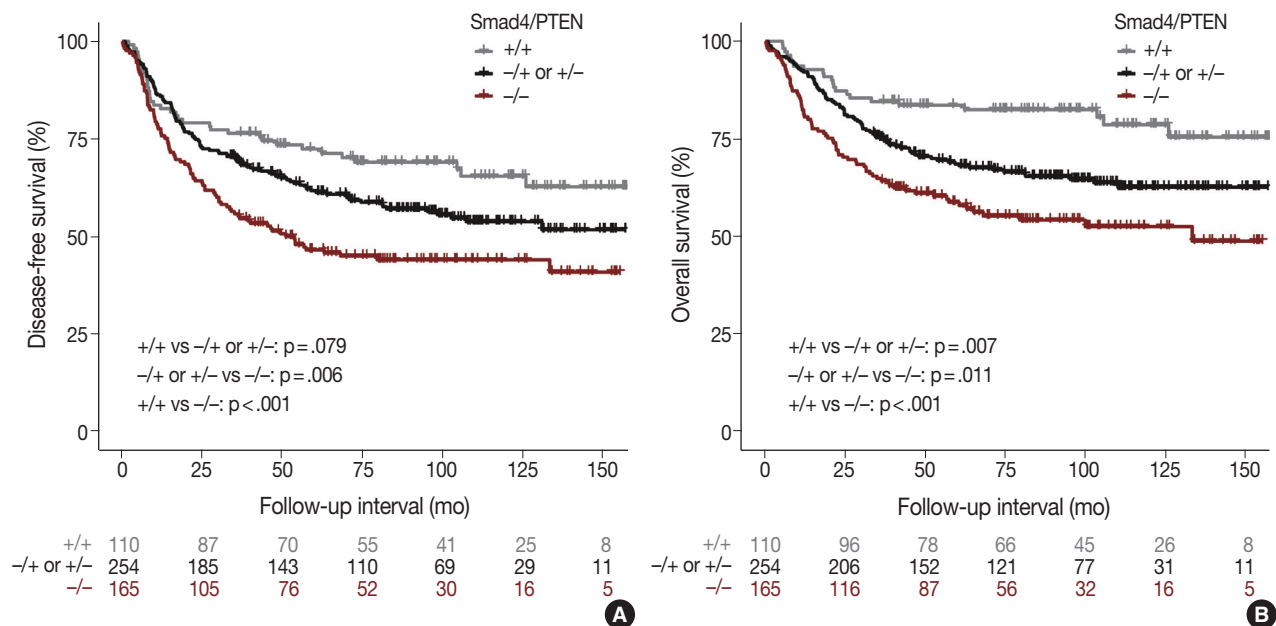 Smad4/PTEN
+/+
–/+ or +/–
–/–
100
75
50
25
0
Disease-free survival (%)
+/+ vs –/+ or +/–: p=.079
–/+ or +/– vs –/–: p=.006
+/+ vs –/–: p<.001
0 25 50 75 100 125 150
Follow-up interval (mo)
+/+ 110 87 70 55 41 25 8
–/+ or +/– 254 185 143 110 69 29 11
–/– 165 105 76 52 30 16 5
A
Smad4/PTEN
+/+
–/+ or +/–
–/–
100
75
50
25
0
Overall survival (%)
+/+ vs –/+ or +/–: p=.007
–/+ or +/– vs –/–: p=.011
+/+ vs –/–: p<.001
0 25 50 75 100 125 150
Follow-up interval (mo)
+/+ 110 96 78 66 45 26 8
–/+ or +/– 254 206 152 121 77 31 11
–/– 165 116 87 56 32 16 5
B